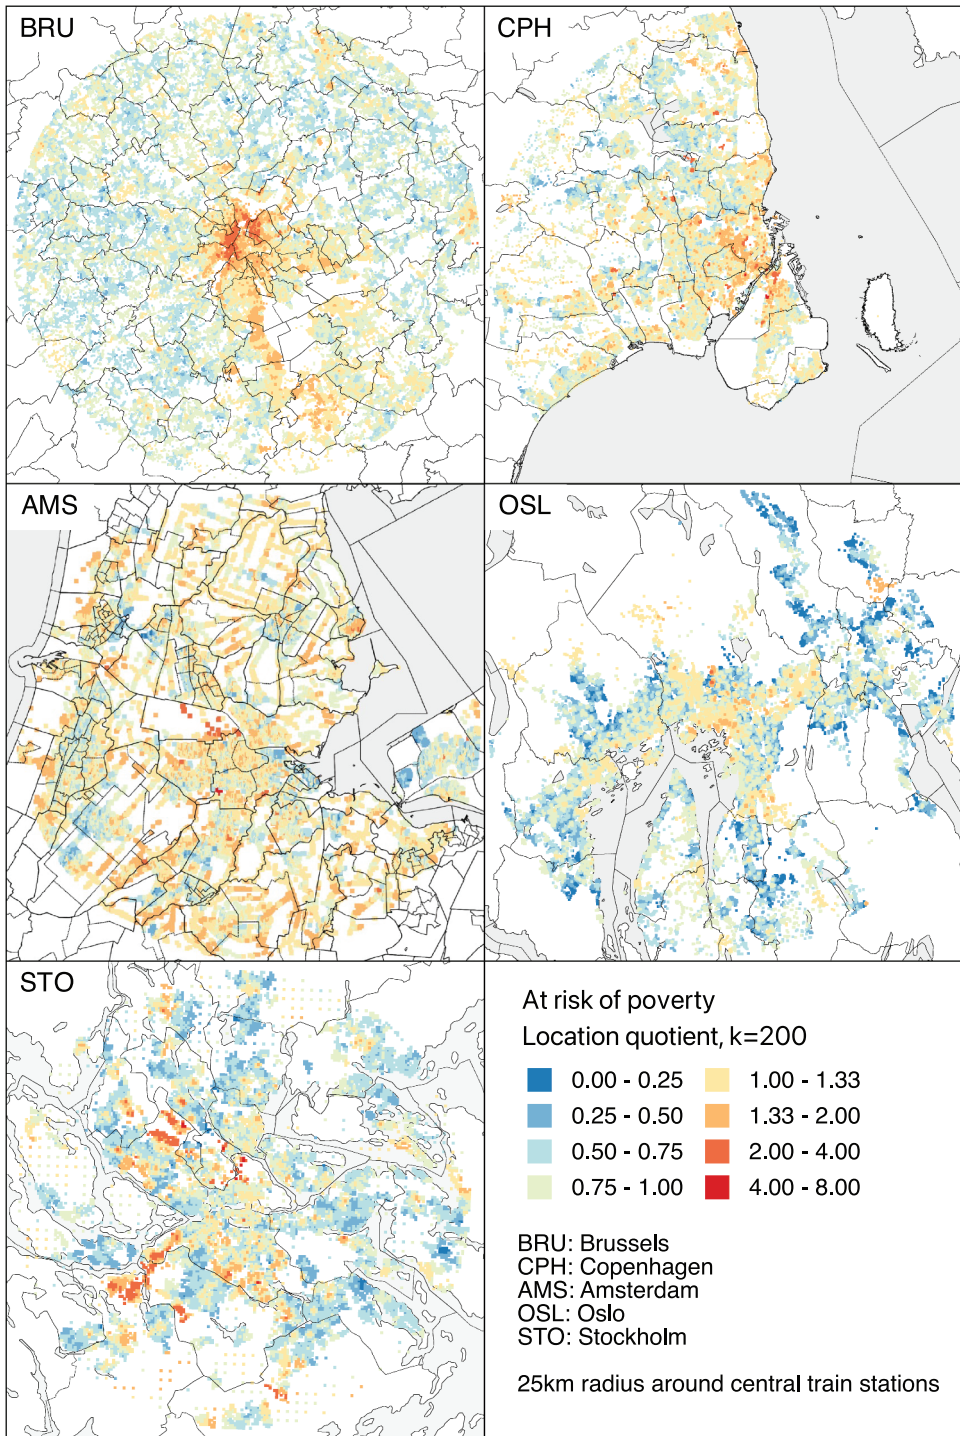 BRU
CPH
AMS
OSL
STO
At risk of poverty
Location quotient, k=200
0.00 - 0.25
1.00 - 1.33
0.25 - 0.50
1.33 - 2.00
0.50 - 0.75
2.00 - 4.00
0.75 - 1.00
4.00 - 8.00
BRU: Brussels
CPH: Copenhagen
AMS: Amsterdam
OSL: Oslo
STO: Stockholm
25km radius around central train stations